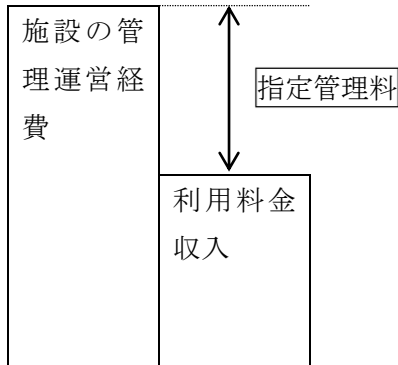 施設の管
理運営経
費
指定管理料
利用料金
収入